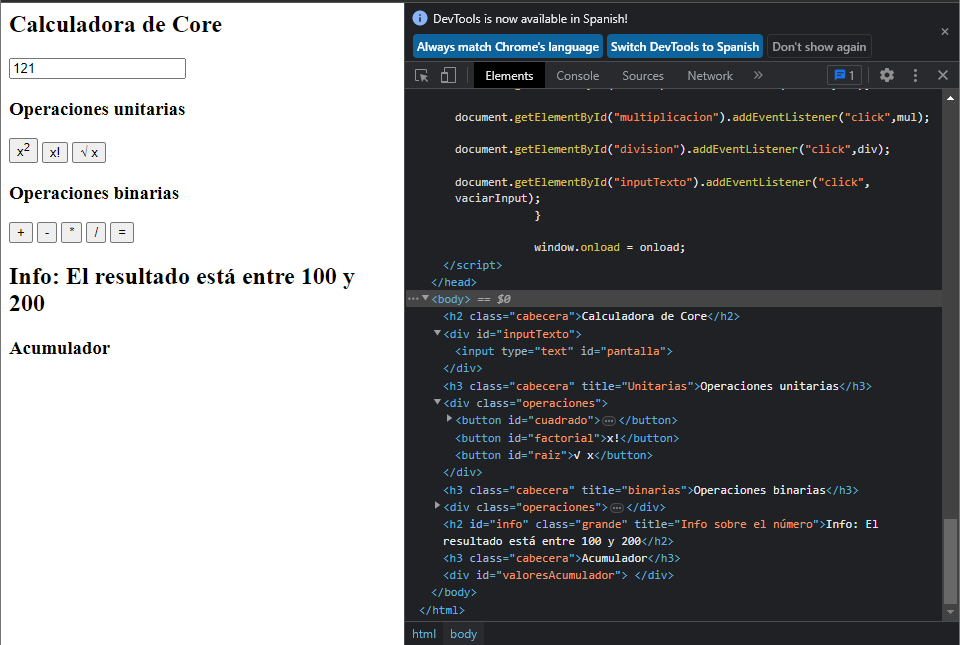 Calculadora de Core
121
Operaciones unitarias
x2 x! √ x
Operaciones binarias
+ - * / =
Info: El resultado está entre 100 y
200
Acumulador
DevTools is now available in Spanish!
Always match Chrome's language Switch DevTools to Spanish Don't show again
Elements Console Sources Network » 1
document.getElementById("multiplicacion").addEventListener("click",mul);
document.getElementById("division").addEventListener("click",div);
document.getElementById("inputTexto").addEventListener("click",
vaciarInput);
}
window.onload = onload;
</script>
</head>
<body> == $0
<h2 class="cabecera">Calculadora de Core</h2>
<div id="inputTexto">
<input type="text" id="pantalla">
</div>
<h3 class="cabecera" title="Unitarias">Operaciones unitarias</h3>
<div class="operaciones">
<button id="cuadrado">…</button>
<button id="factorial">x!</button>
<button id="raiz">√ x</button>
</div>
<h3 class="cabecera" title="binarias">Operaciones binarias</h3>
<div class="operaciones">…</div>
<h2 id="info" class="grande" title="Info sobre el número">Info: El
resultado está entre 100 y 200</h2>
<h3 class="cabecera">Acumulador</h3>
<div id="valoresAcumulador"> </div>
</body>
</html>
html body